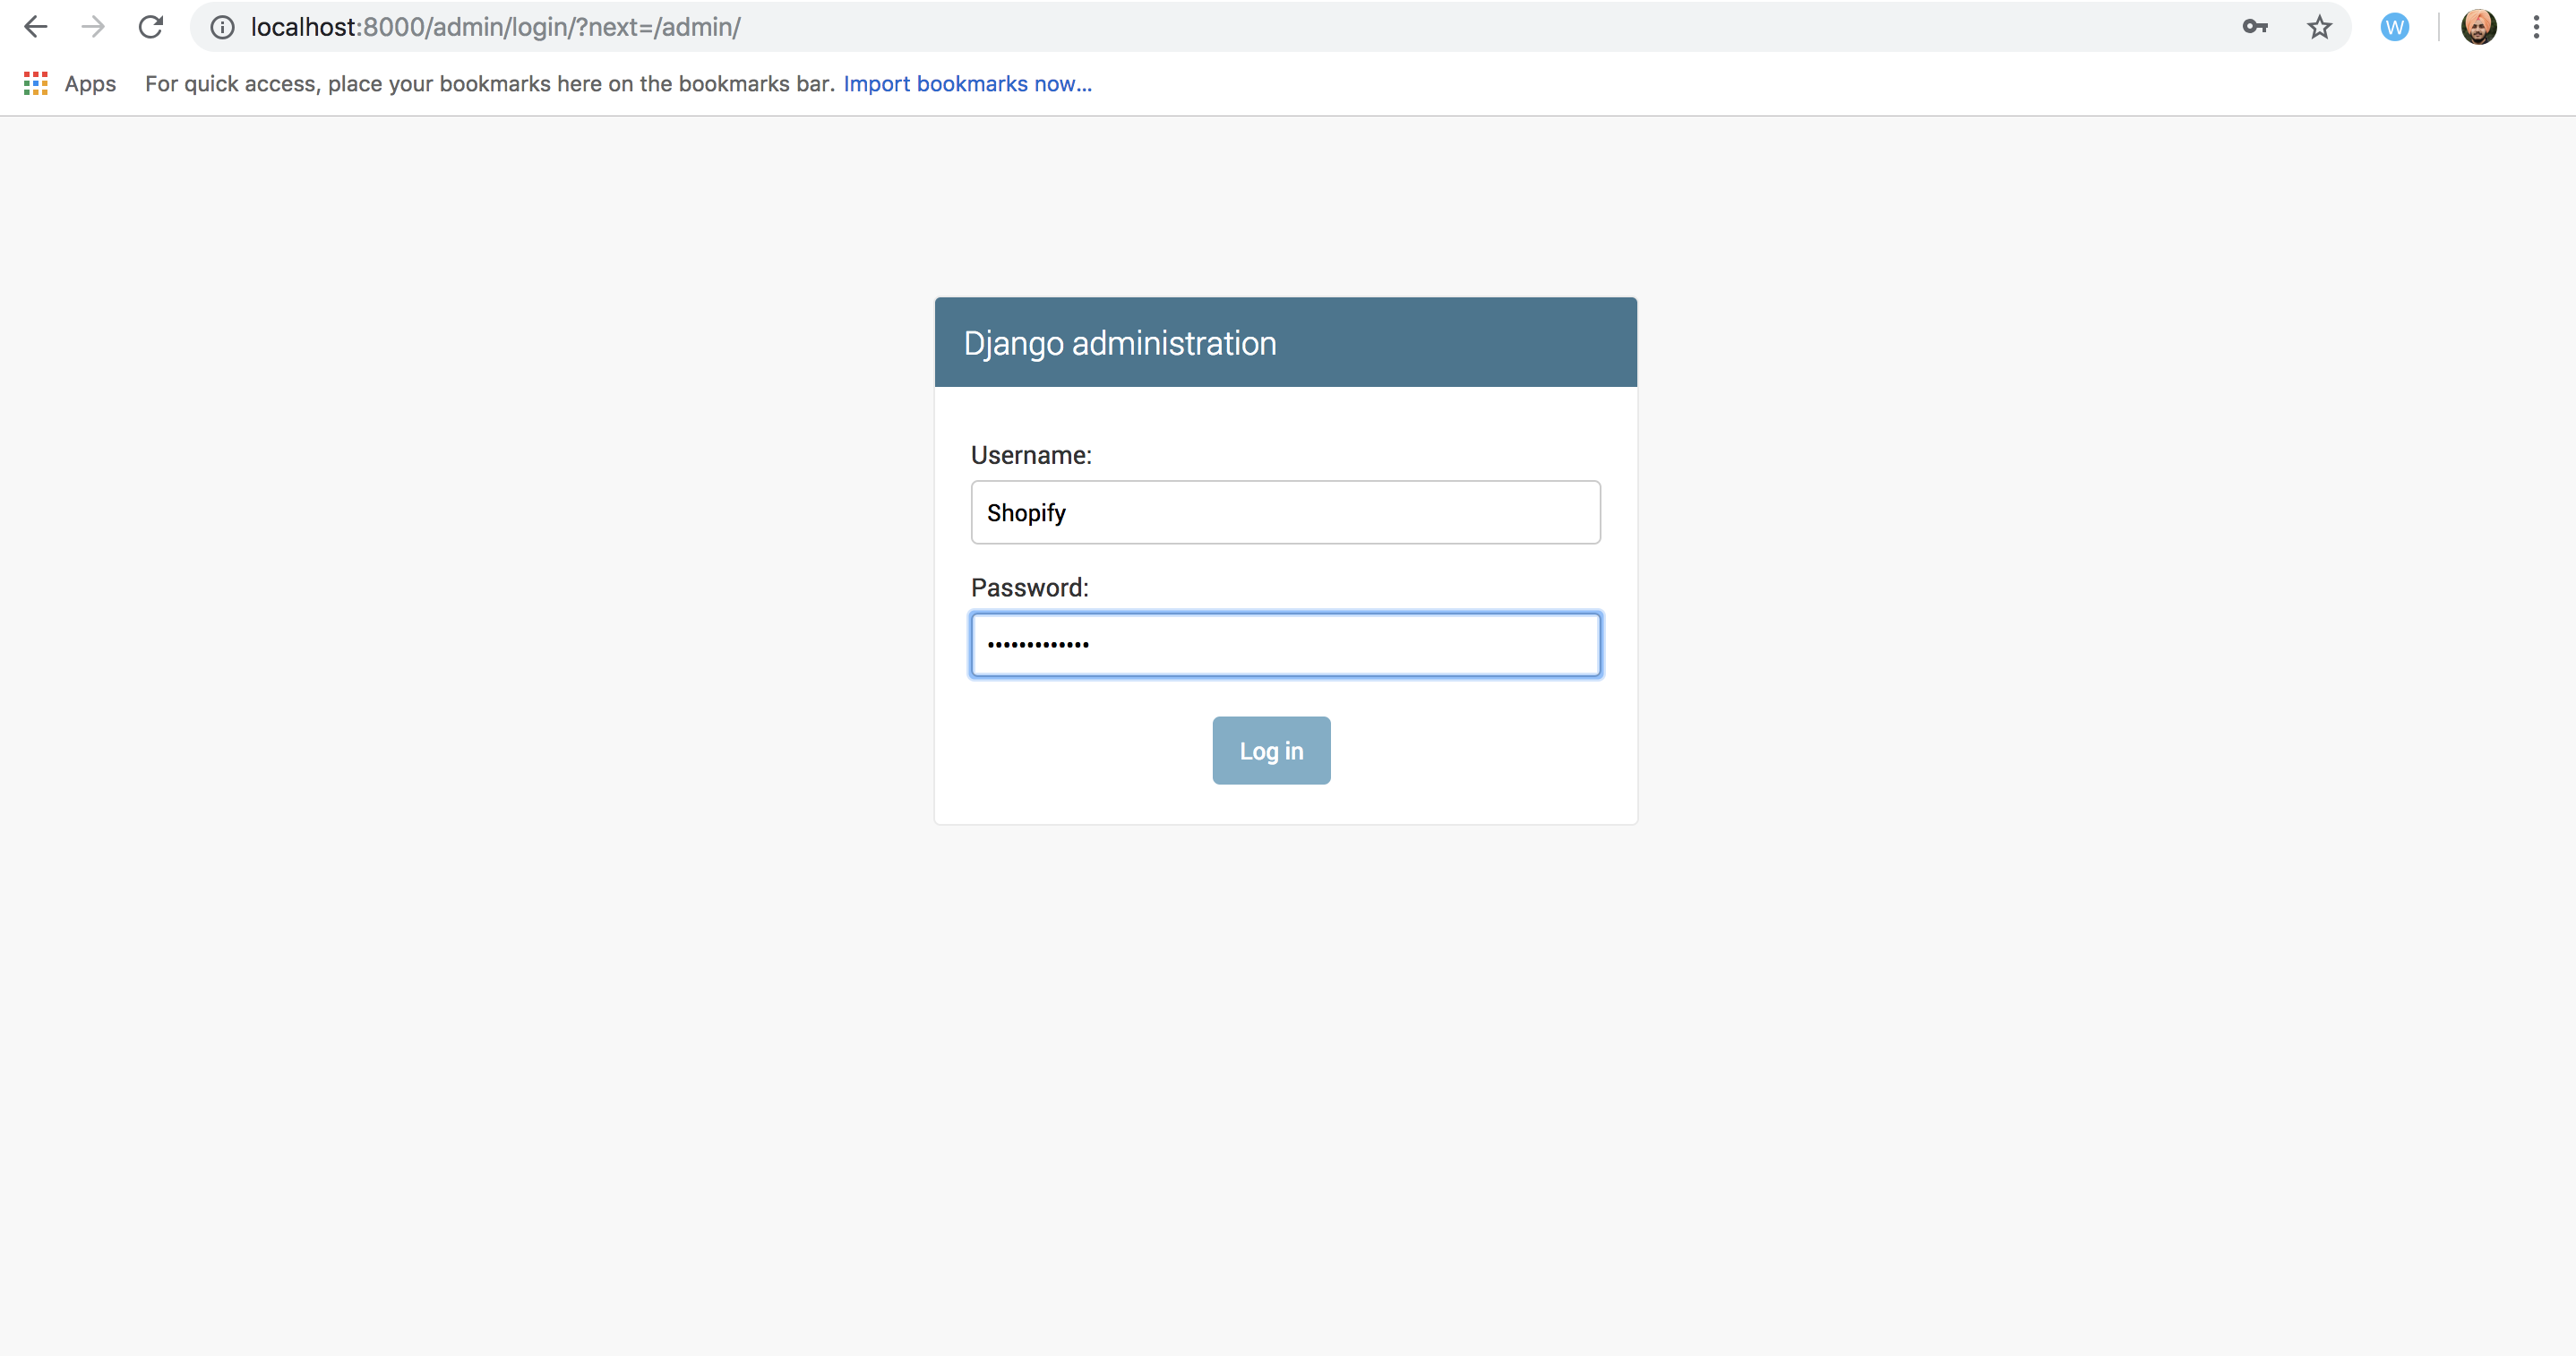 localhost:8000/admin/login/?next=/admin/
W
Apps For quick access, place your bookmarks here on the bookmarks bar. Import bookmarks now...
Django administration
Username:
Shopify
Password:
•••••••••••••
Log in